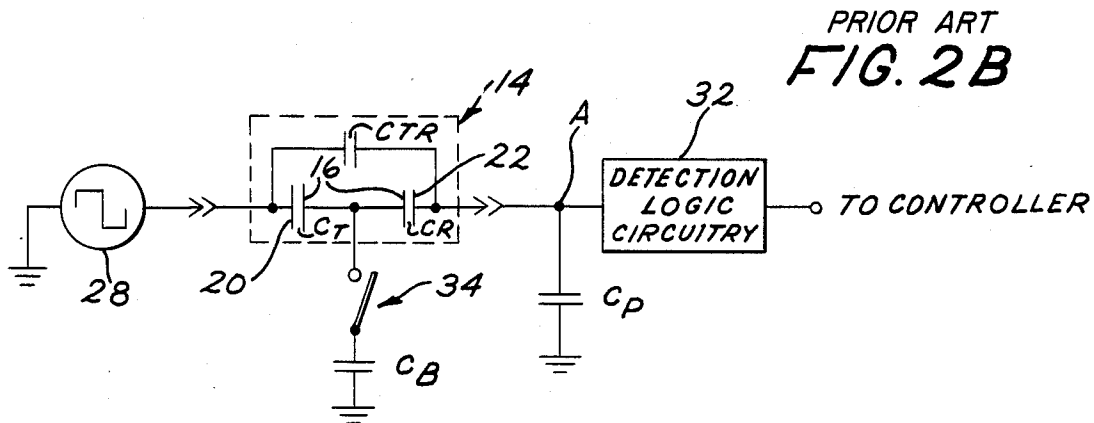 PRIOR ART
FIG. 2B
14
CTR
16
22
A
32
DETECTION
LOGIC
CIRCUITRY
TO CONTROLLER
28
20
CT
CR
34
CP
CB